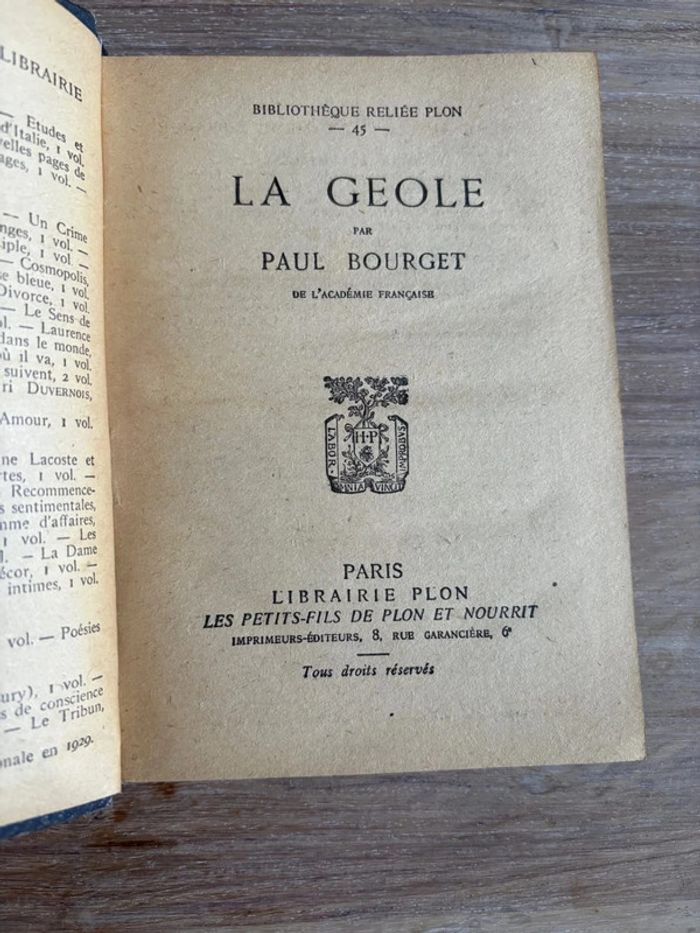 LIBRAIRIE
— Etudes et
d'Italie, 1 vol.
velles pages de
ages, 1 vol. —
— Un Crime
nges, 1 vol. —
iple, 1 vol. —
— Cosmopolis,
se bleue, 1 vol.
Divorce, 1 vol.
— Le Sens de
ol. — Laurence
dans le monde,
où il va, 1 vol.
suivent, 2 vol.
ri DUVERNOIS,
Amour, 1 vol.
ne Lacoste et
rtes, 1 vol. —
Recommence-
s sentimentales,
mme d'affaires,
1 vol. — Les
l. — La Dame
écor, 1 vol. —
intimes, 1 vol.
vol. — Poésies
ury), 1 vol. —
s de conscience
— Le Tribun,
onale en 1929.
BIBLIOTHÈQUE RELIÉE PLON
— 45 —
LA GEOLE
PAR
PAUL BOURGET
DE L'ACADÉMIE FRANÇAISE
LABOR H·P IMPROBVS
OMNIA VINCIT
PARIS
LIBRAIRIE PLON
LES PETITS-FILS DE PLON ET NOURRIT
IMPRIMEURS-ÉDITEURS, 8, RUE GARANCIÈRE, 6e
Tous droits réservés